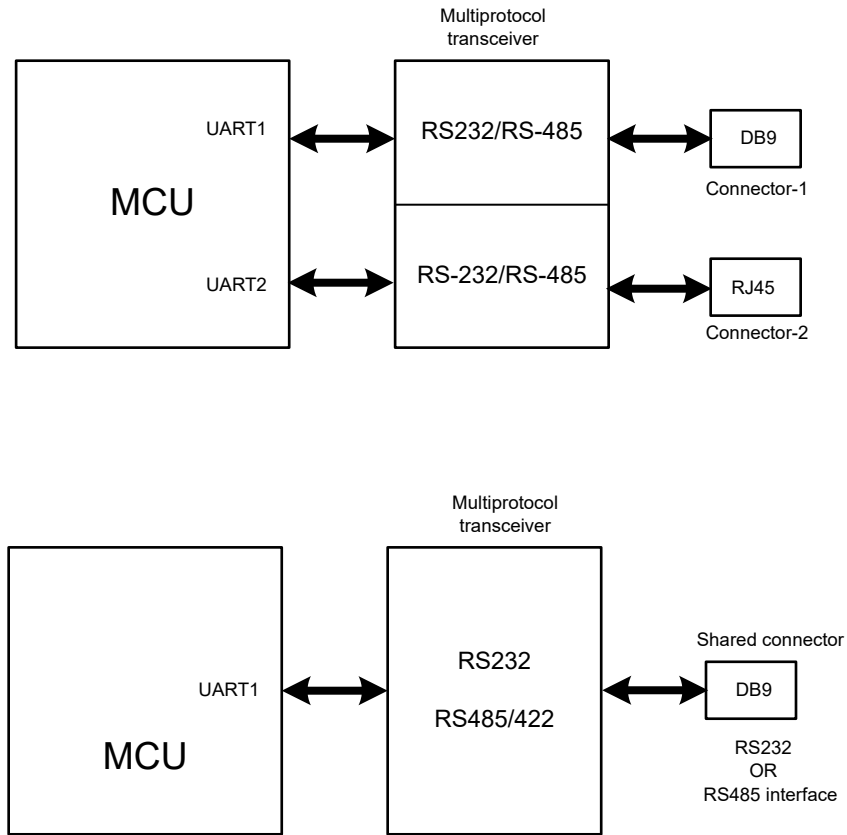 Multiprotocol
transceiver
UART1
RS232/RS-485
DB9
Connector-1
MCU
UART2
RS-232/RS-485
RJ45
Connector-2
Multiprotocol
transceiver
Shared connector
RS232
UART1
DB9
RS485/422
MCU
RS232
OR
RS485 interface